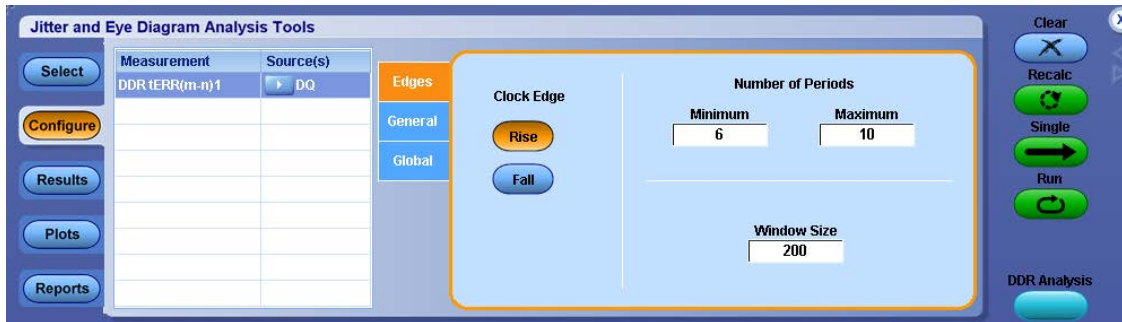 Jitter and Eye Diagram Analysis Tools
Select
Configure
Results
Plots
Reports
Measurement Source(s)
DDR tERR(m-n)1 DQ
Edges
General
Global
Clock Edge
Rise
Fall
Number of Periods
Minimum Maximum
6 10
Window Size
200
Clear
Recalc
Single
Run
DDR Analysis